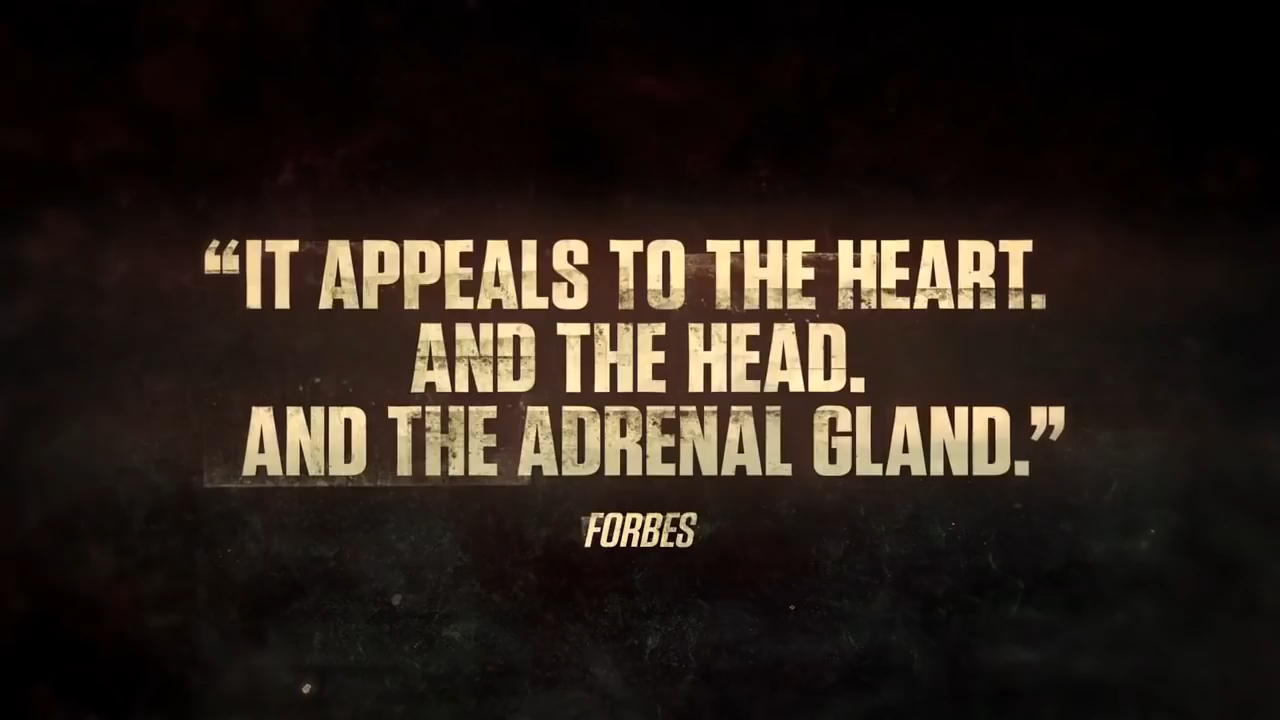 “IT APPEALS TO THE HEART.
AND THE HEAD.
AND THE ADRENAL GLAND.”
FORBES